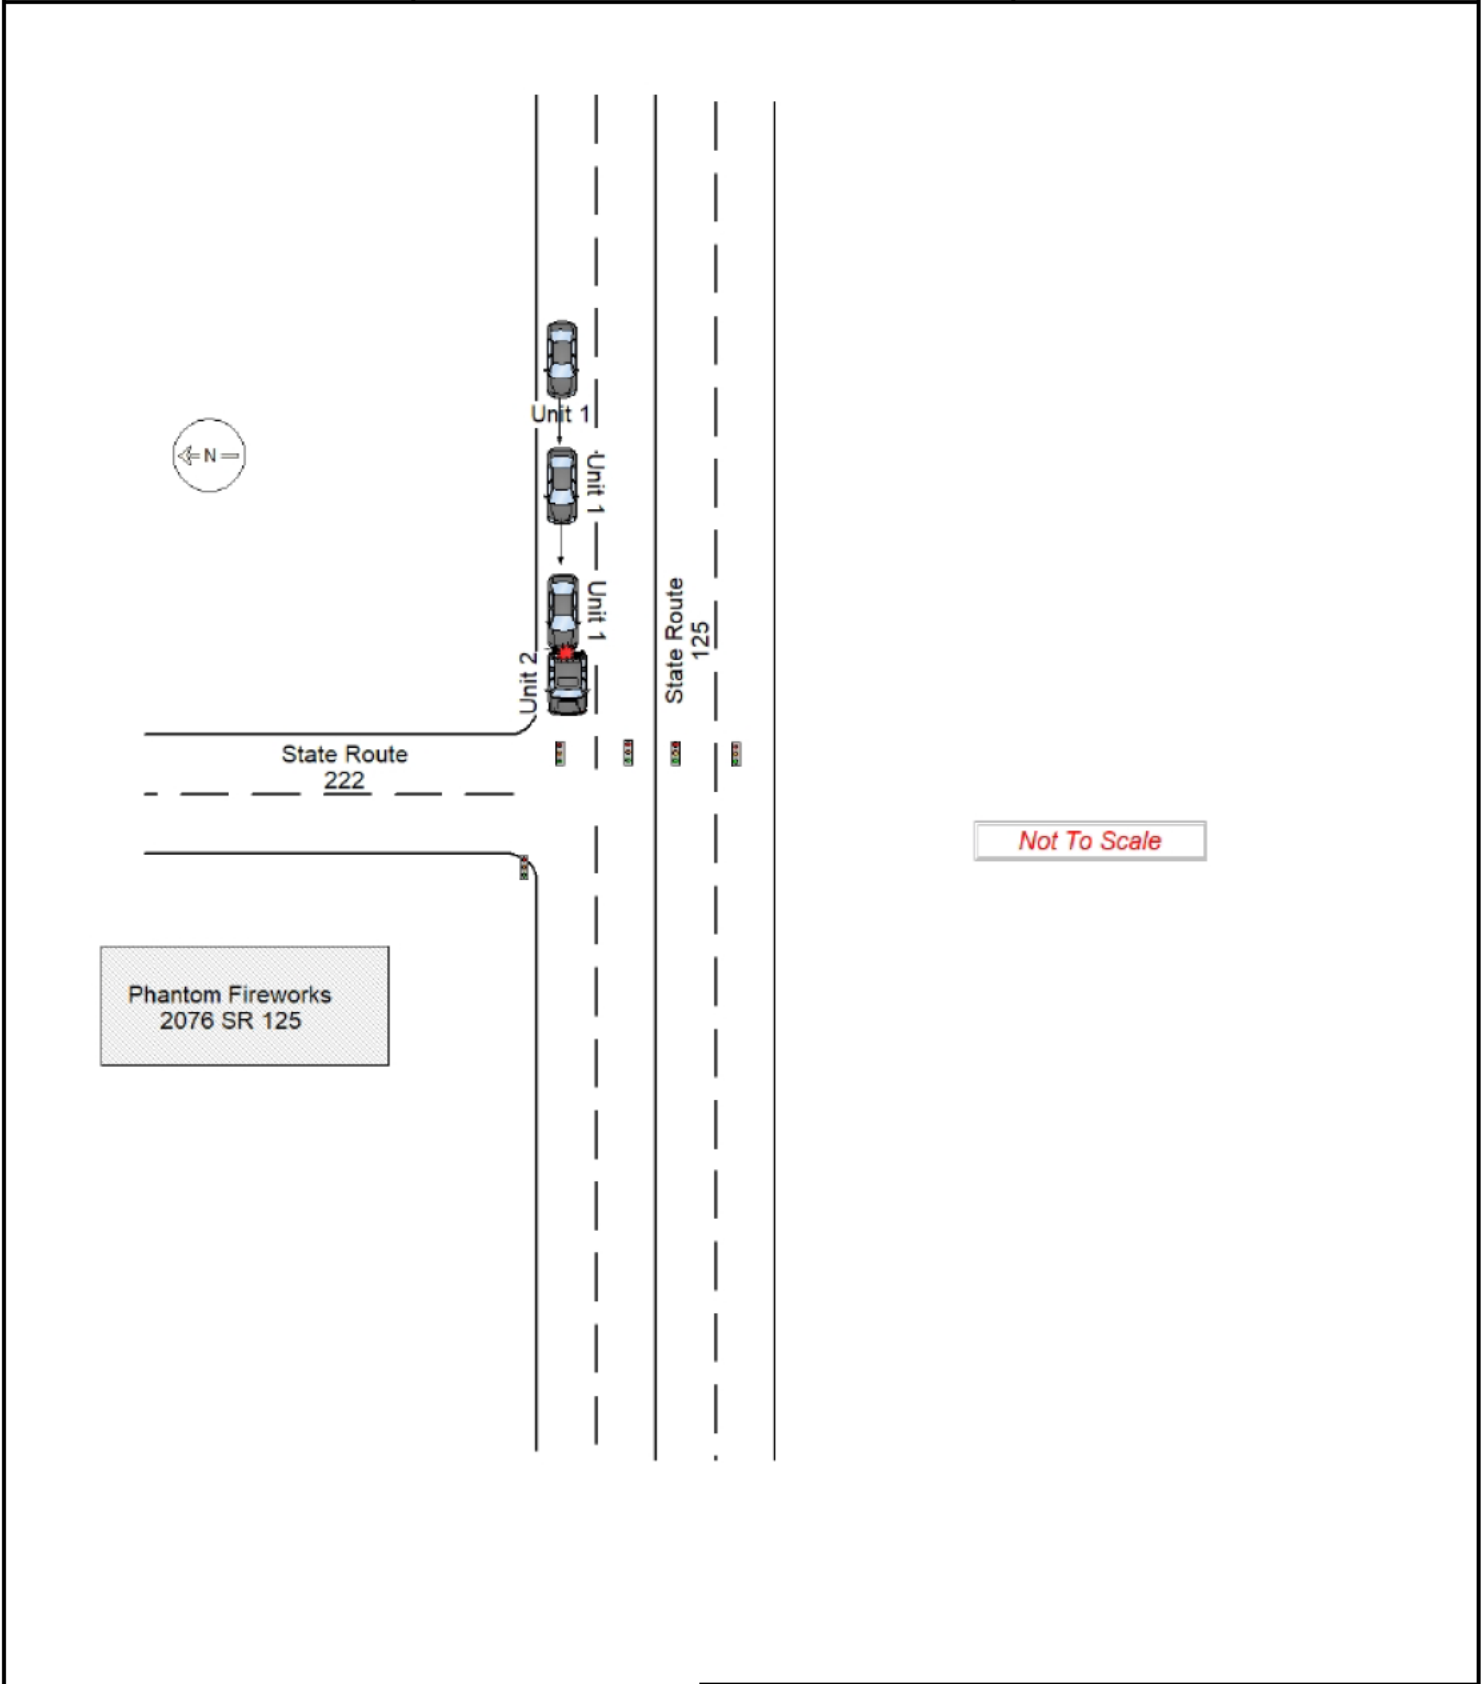 Unit 1
N
Unit 1
Unit 1
State Route
125
Unit 2
State Route
222
Not To Scale
Phantom Fireworks
2076 SR 125